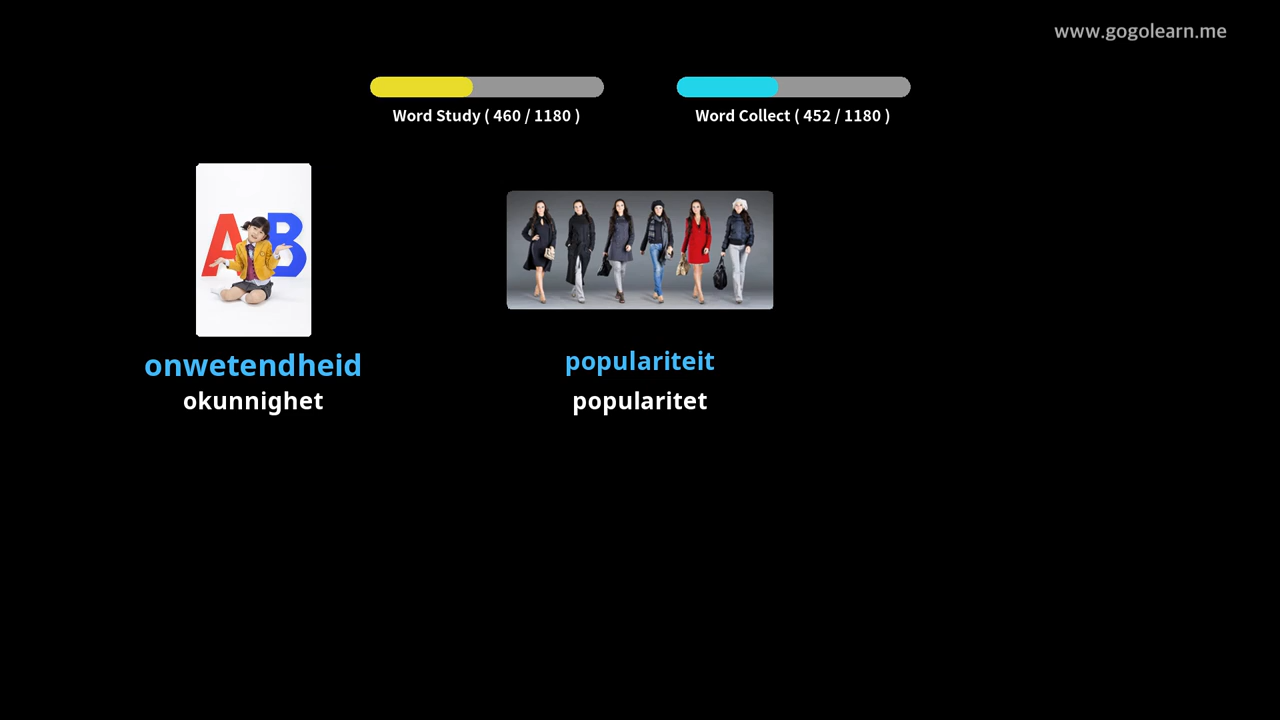 www.gogolearn.me
Word Study ( 460 / 1180 )
Word Collect ( 452 / 1180 )
A B
onwetendheid
okunnighet
populariteit
popularitet